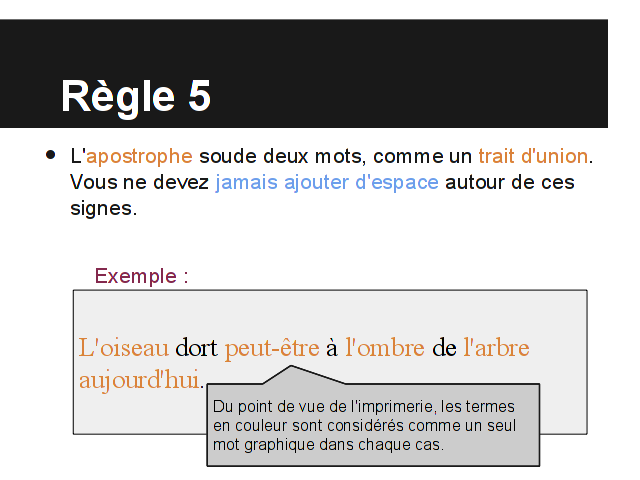 Règle 5
• L'apostrophe soude deux mots, comme un trait d'union.
Vous ne devez jamais ajouter d'espace autour de ces
signes.
Exemple :
L'oiseau dort peut-être à l'ombre de l'arbre
aujourd'hui.
Du point de vue de l'imprimerie, les termes
en couleur sont considérés comme un seul
mot graphique dans chaque cas.